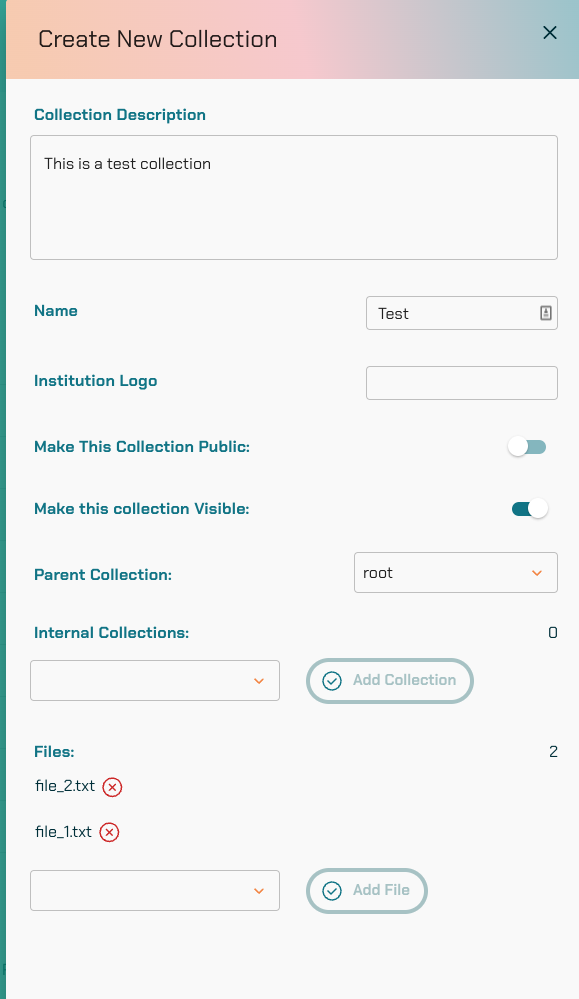 Create New Collection
Collection Description
This is a test collection
Name
Test
Institution Logo
Make This Collection Public:
Make this collection Visible:
Parent Collection:
root
Internal Collections:
0
Add Collection
Files:
2
file_2.txt
file_1.txt
Add File